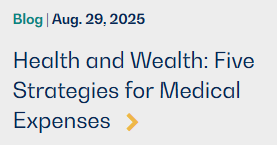 Blog | Aug. 29, 2025
Health and Wealth: Five
Strategies for Medical
Expenses